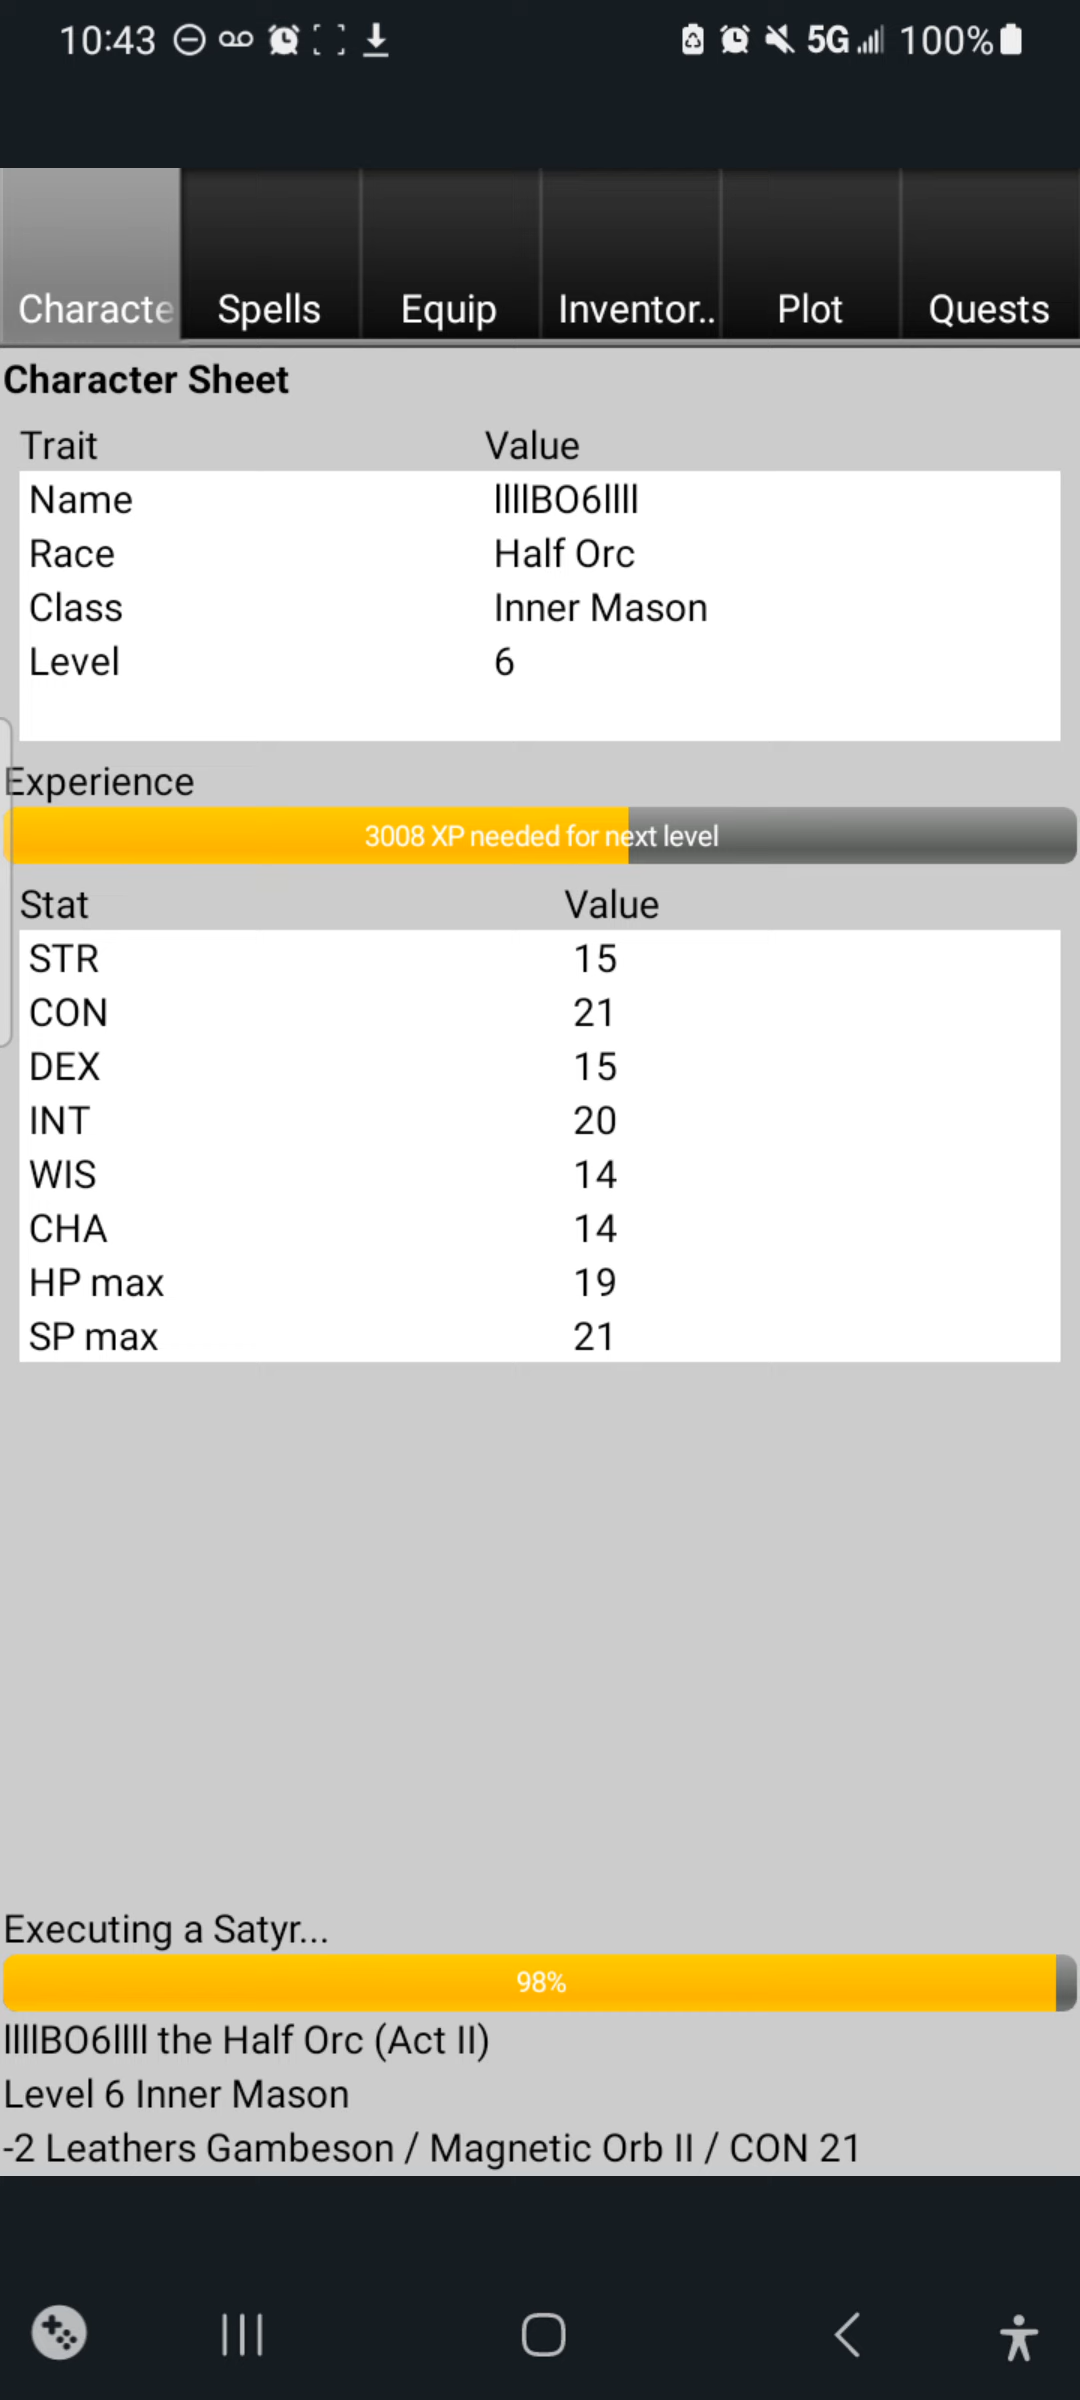 10:43 5G 100%
Characte Spells Equip Inventor.. Plot Quests
Character Sheet
Trait Value
Name llllBO6llll
Race Half Orc
Class Inner Mason
Level 6
Experience
3008 XP needed for next level
Stat Value
STR 15
CON 21
DEX 15
INT 20
WIS 14
CHA 14
HP max 19
SP max 21
Executing a Satyr...
98%
llllBO6llll the Half Orc (Act II)
Level 6 Inner Mason
-2 Leathers Gambeson / Magnetic Orb II / CON 21